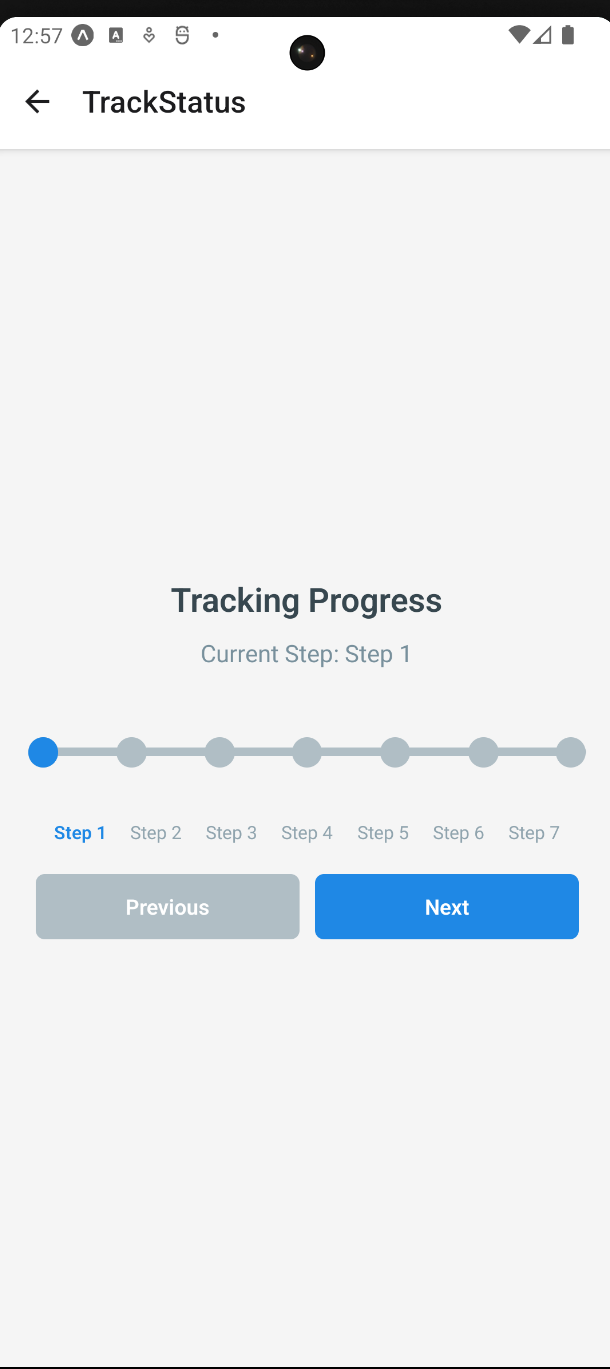 12:57
TrackStatus
Tracking Progress
Current Step: Step 1
Step 1 Step 2 Step 3 Step 4 Step 5 Step 6 Step 7
Previous Next